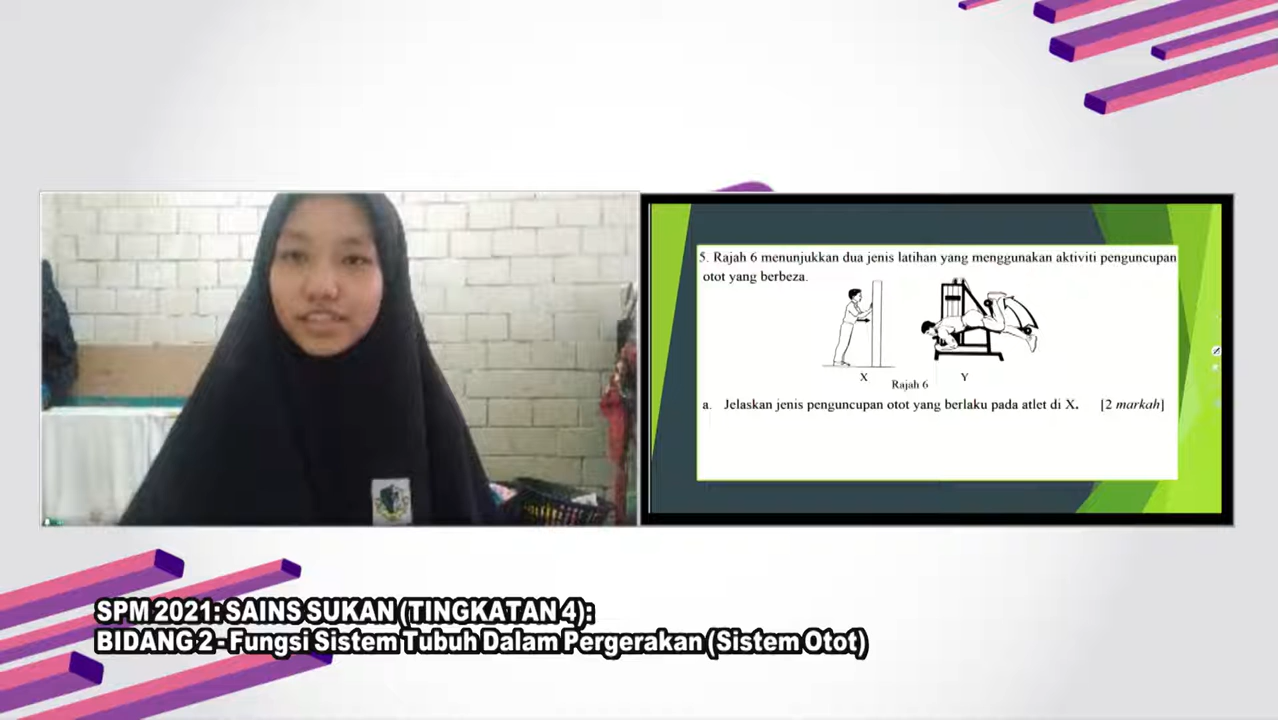 5. Rajah 6 menunjukkan dua jenis latihan yang menggunakan aktiviti penguncupan
otot yang berbeza.
X
Y
Rajah 6
a. Jelaskan jenis penguncupan otot yang berlaku pada atlet di X. [2 markah]
SPM 2021: SAINS SUKAN (TINGKATAN 4):
BIDANG 2 - Fungsi Sistem Tubuh Dalam Pergerakan (Sistem Otot)